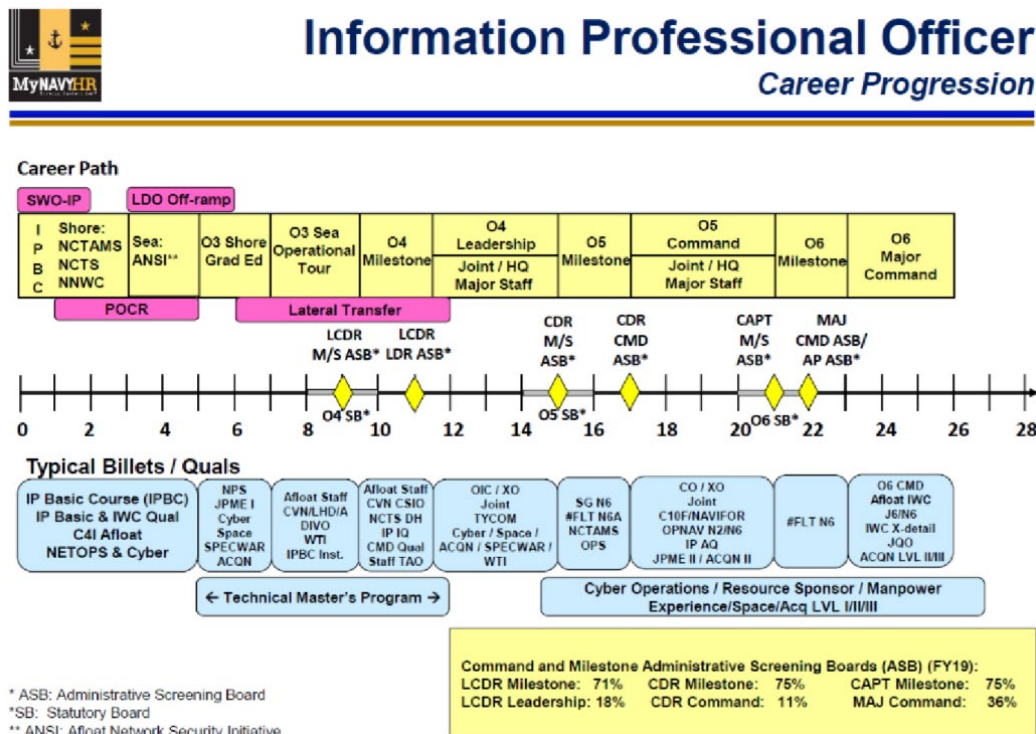 MyNAVYHR
Information Professional Officer
Career Progression
Career Path
SWO-IP
LDO Off-ramp
I
P
B
C
Shore:
NCTAMS
NCTS
NNWC
Sea:
ANSI**
O3 Shore
Grad Ed
O3 Sea
Operational
Tour
O4
Milestone
O4
Leadership
Joint / HQ
Major Staff
O5
Milestone
O5
Command
Joint / HQ
Major Staff
O6
Milestone
O6
Major
Command
POCR
Lateral Transfer
LCDR
M/S ASB*
LCDR
LDR ASB*
CDR
M/S
ASB*
CDR
CMD
ASB*
CAPT
M/S
ASB*
MAJ
CMD ASB/
AP ASB*
O4 SB*
O5 SB*
O6 SB*
0 2 4 6 8 10 12 14 16 18 20 22 24 26 28
Typical Billets / Quals
IP Basic Course (IPBC)
IP Basic & IWC Qual
C4I Afloat
NETOPS & Cyber
NPS
JPME I
Cyber
Space
SPECWAR
ACQN
Afloat Staff
CVN/LHD/A
DIVO
WTI
IPBC Inst.
Afloat Staff
CVN CSIO
NCTS DH
IP IQ
CMD Qual
Staff TAO
OIC / XO
Joint
TYCOM
Cyber / Space /
ACQN / SPECWAR /
WTI
SG N6
#FLT N6A
NCTAMS
OPS
CO / XO
Joint
C10F/NAVIFOR
OPNAV N2/N6
IP AQ
JPME II / ACQN II
#FLT N6
O6 CMD
Afloat IWC
J6/N6
IWC X-detail
JQO
ACQN LVL II/III
← Technical Master's Program →
Cyber Operations / Resource Sponsor / Manpower
Experience/Space/Acq LVL I/II/III
Command and Milestone Administrative Screening Boards (ASB) (FY19):
LCDR Milestone: 71% CDR Milestone: 75% CAPT Milestone: 75%
LCDR Leadership: 18% CDR Command: 11% MAJ Command: 36%
* ASB: Administrative Screening Board
*SB: Statutory Board
** ANSI: Afloat Network Security Initiative